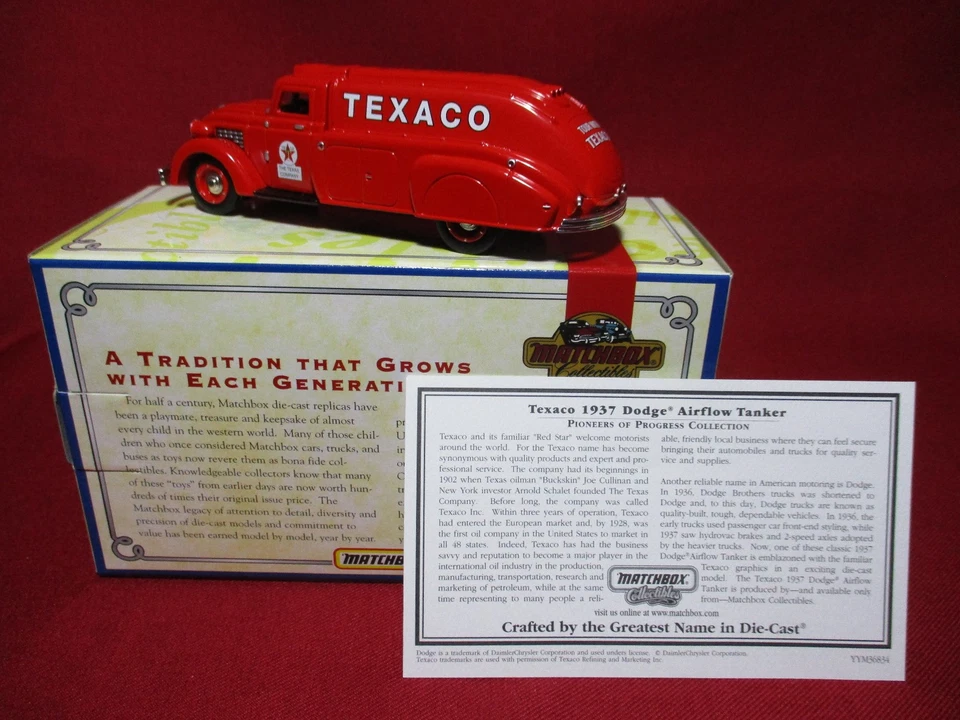 TEXACO
THE TEXAS
COMPANY
TEXACO
A TRADITION THAT GROWS
WITH EACH GENERATI
For half a century, Matchbox die-cast replicas have
been a playmate, treasure and keepsake of almost
every child in the western world. Many of those chil-
dren who once considered Matchbox cars, trucks, and
buses as toys now revere them as bona fide col-
lectibles. Knowledgeable collectors know that many
of these "toys" from earlier days are now worth hun-
dreds of times their original issue price. The
Matchbox legacy of attention to detail, diversity and
precision of die-cast models and commitment to
value has been earned model by model, year by year.
MATCHBOX
Collectibles
MATCHB
Texaco 1937 Dodge® Airflow Tanker
PIONEERS OF PROGRESS COLLECTION
Texaco and its familiar "Red Star" welcome motorists
around the world. For the Texaco name has become
synonymous with quality products and expert and pro-
fessional service. The company had its beginnings in
1902 when Texas oilman "Buckskin" Joe Cullinan and
New York investor Arnold Schalet founded The Texas
Company. Before long, the company was called
Texaco Inc. Within three years of operation, Texaco
had entered the European market and, by 1928, was
the first oil company in the United States to market in
all 48 states. Indeed, Texaco has had the business
savvy and reputation to become a major player in the
international oil industry in the production,
manufacturing, transportation, research and
marketing of petroleum, while at the same
time representing to many people a reli-
able, friendly local business where they can feel secure
bringing their automobiles and trucks for quality ser-
vice and supplies.
Another reliable name in American motoring is Dodge.
In 1936, Dodge Brothers trucks was shortened to
Dodge and, to this day, Dodge trucks are known as
quality-built, tough, dependable vehicles. In 1936, the
early trucks used passenger car front-end styling, while
1937 saw hydrovac brakes and 2-speed axles adopted
by the heavier trucks. Now, one of these classic 1937
Dodge® Airflow Tanker is emblazoned with the familiar
Texaco graphics in an exciting die-cast
model. The Texaco 1937 Dodge® Airflow
Tanker is produced by—and available only
from—Matchbox Collectibles.
MATCHBOX
Collectibles
visit us online at www.matchbox.com
Crafted by the Greatest Name in Die-Cast®
Dodge is a trademark of DaimlerChrysler Corporation and used under license. © DaimlerChrysler Corporation.
Texaco trademarks are used with permission of Texaco Refining and Marketing Inc.
YYM36834